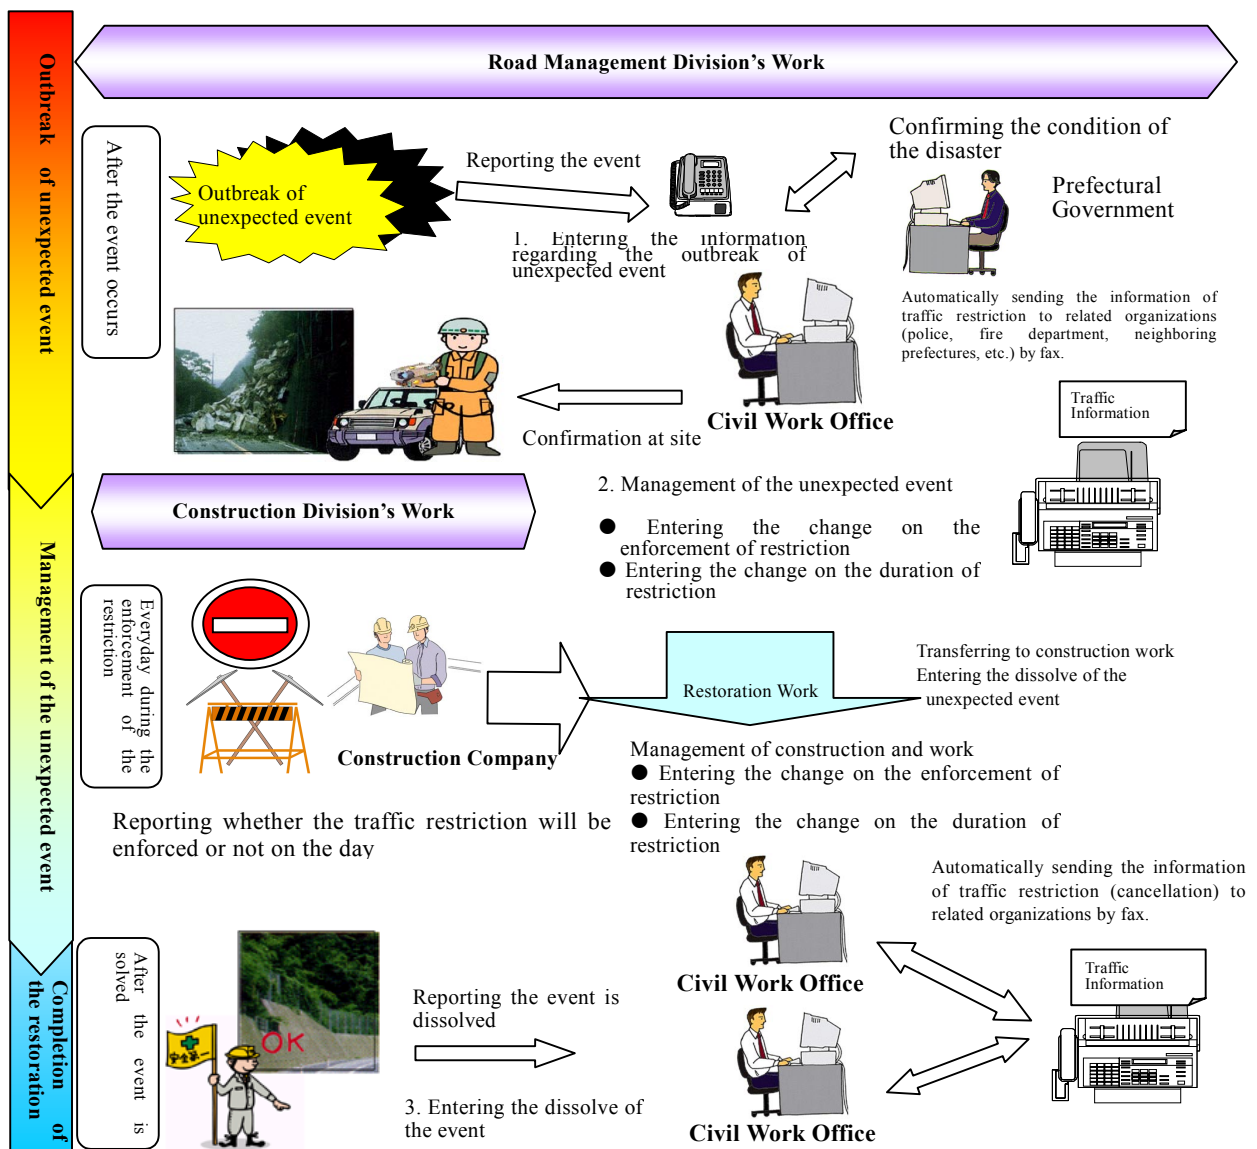 Road Management Division's Work
Outbreak of unexpected event
After the event occurs
Outbreak of
unexpected event
Reporting the event
Confirming the condition of
the disaster
Prefectural
Government
1. Entering the information
regarding the outbreak of
unexpected event
Automatically sending the information of
traffic restriction to related organizations
(police, fire department, neighboring
prefectures, etc.) by fax.
Civil Work Office
Confirmation at site
Traffic
Information
Construction Division's Work
2. Management of the unexpected event
● Entering the change on the
enforcement of restriction
● Entering the change on the duration of
restriction
Management of the unexpected event
Everyday during the
enforcement of the
restriction
Construction Company
Restoration Work
Transferring to construction work
Entering the dissolve of the
unexpected event
Management of construction and work
● Entering the change on the enforcement of
restriction
● Entering the change on the duration of
restriction
Reporting whether the traffic restriction will be
enforced or not on the day
Automatically sending the information
of traffic restriction (cancellation) to
related organizations by fax.
Civil Work Office
Traffic
Information
Completion of
the restoration
After the event is
solved
安全第一
OK
Reporting the event is
dissolved
3. Entering the dissolve of
the event
Civil Work Office